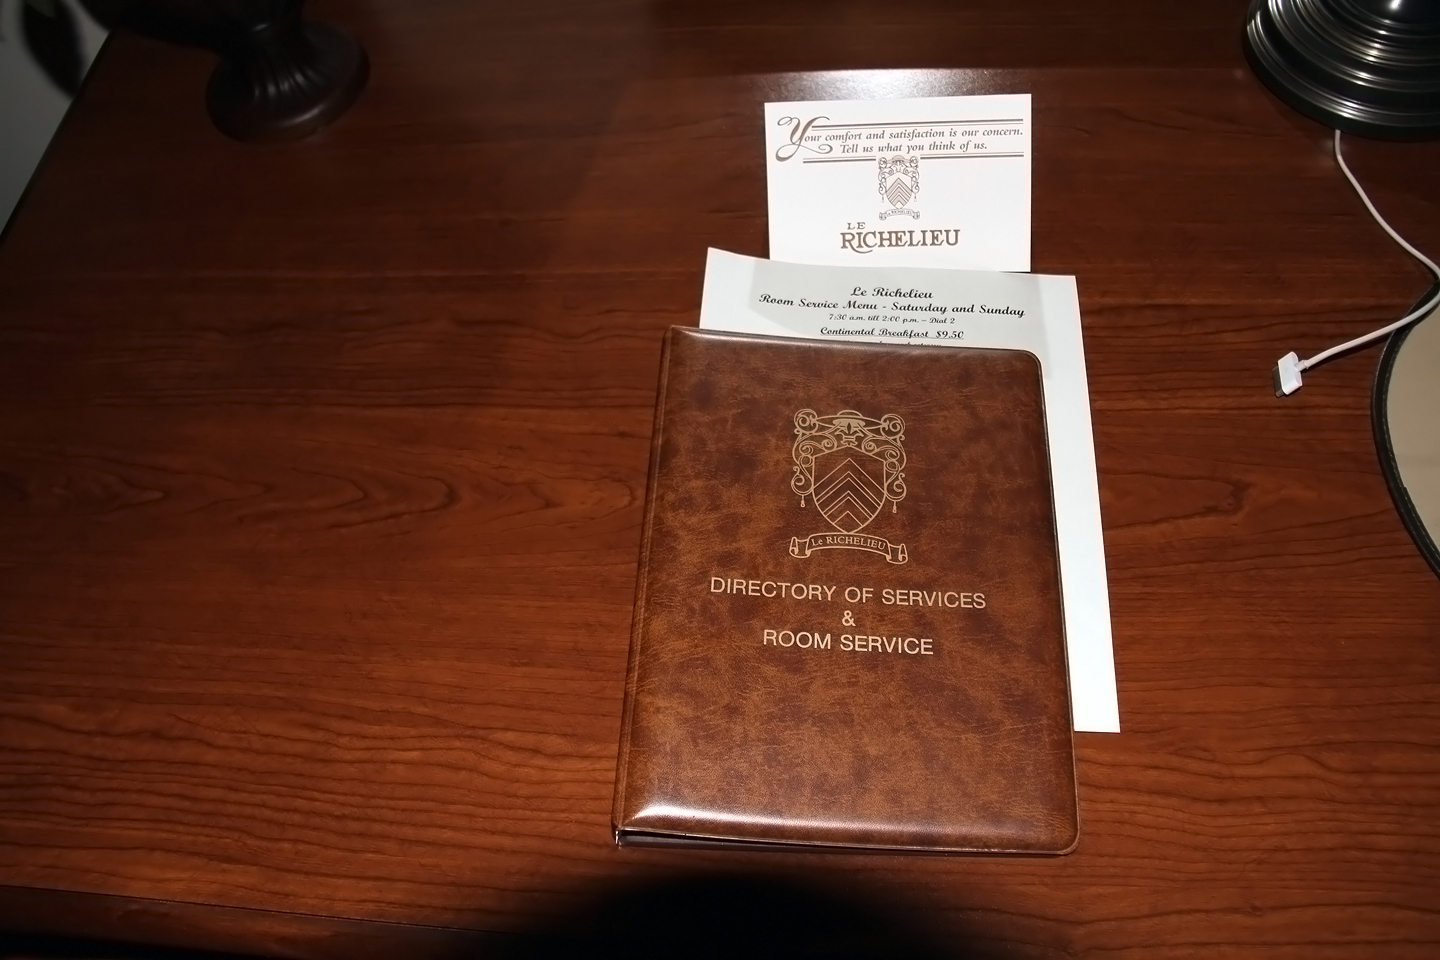 Your comfort and satisfaction is our concern.
Tell us what you think of us.
LE
RICHELIEU
Le Richelieu
Room Service Menu - Saturday and Sunday
7:30 a.m. till 2:00 p.m. – Dial 2
Continental Breakfast $9.50
Le RICHELIEU
DIRECTORY OF SERVICES
&
ROOM SERVICE